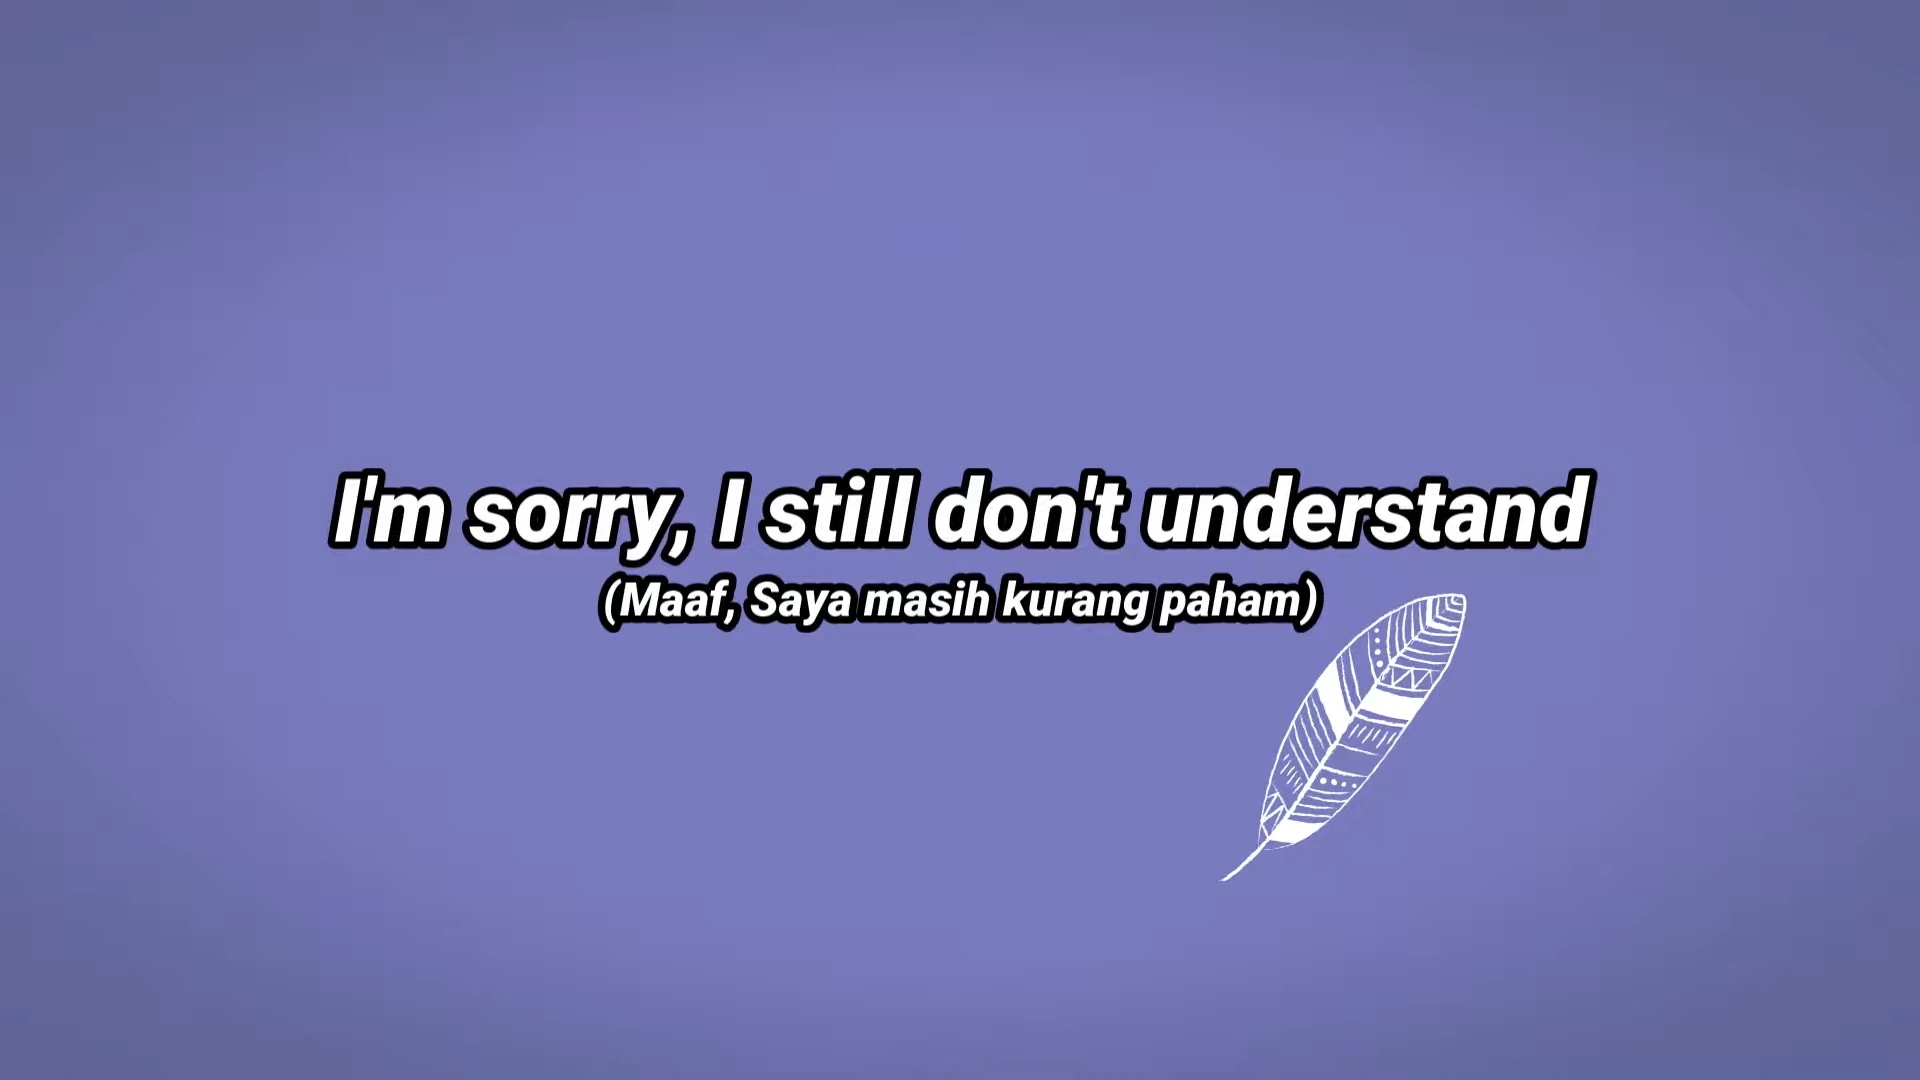 I'm sorry, I still don't understand
(Maaf, Saya masih kurang paham)